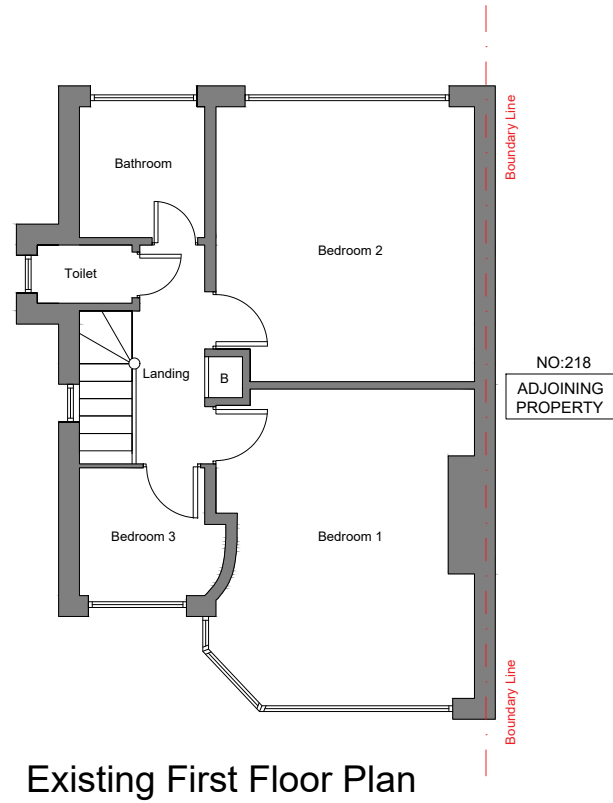 Boundary Line
Bathroom
Bedroom 2
Toilet
Landing
B
NO:218
ADJOINING
PROPERTY
Bedroom 3
Bedroom 1
Boundary Line
Existing First Floor Plan